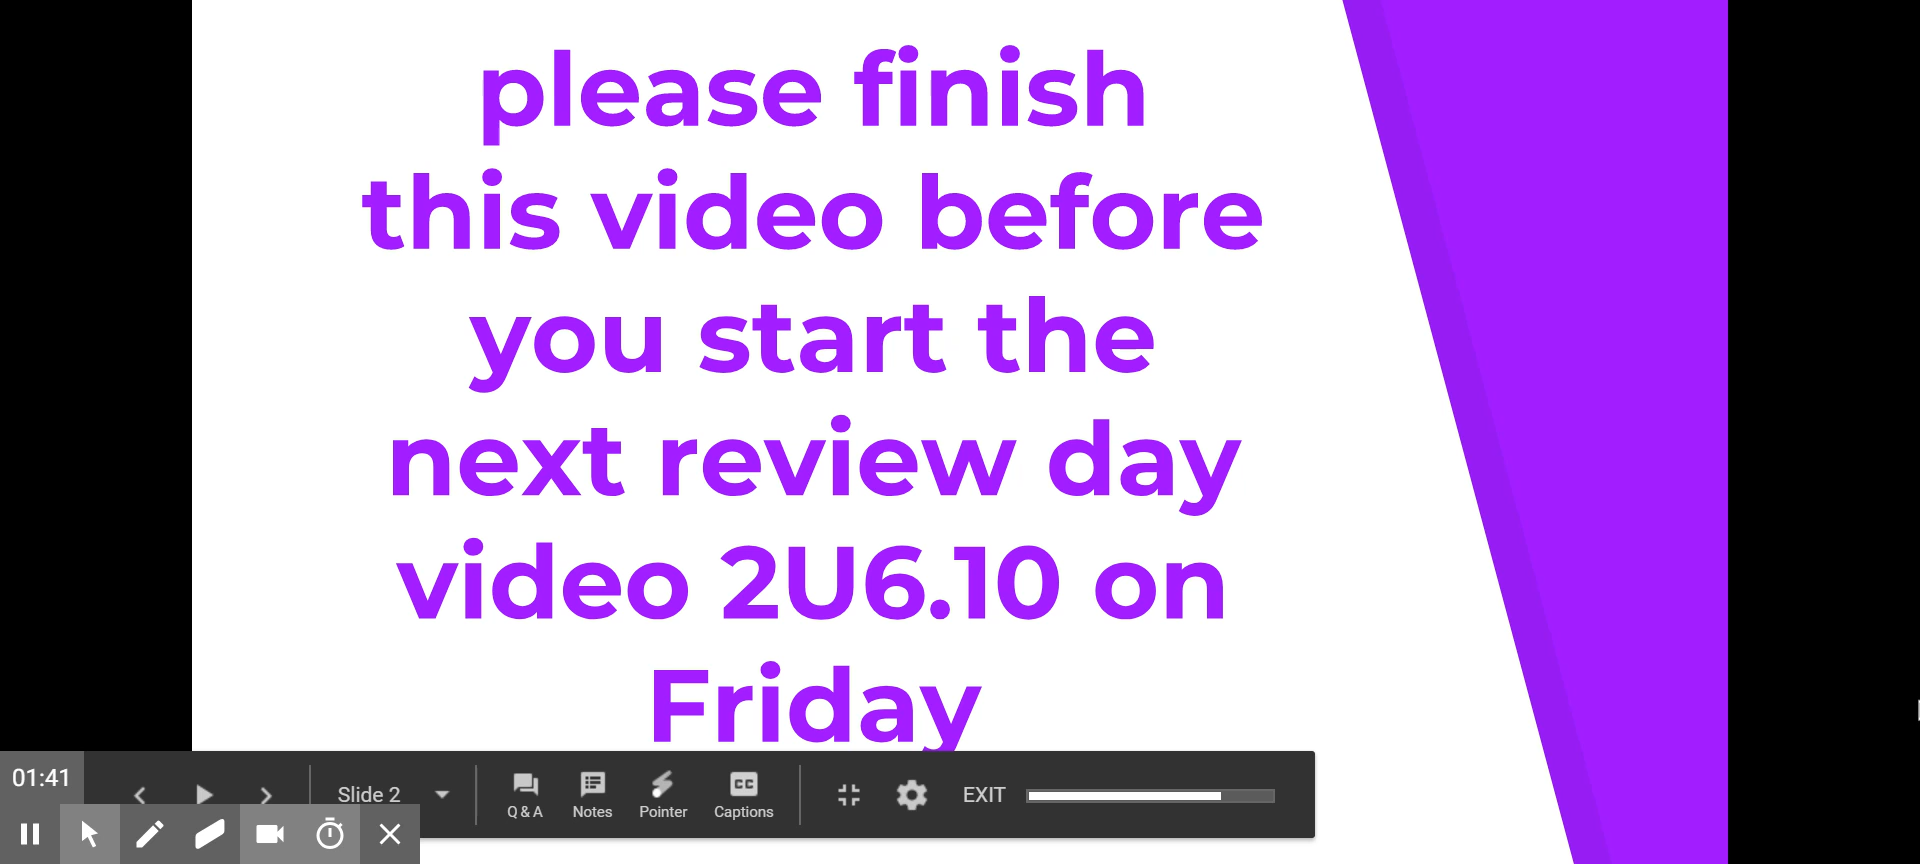 please finish
this video before
you start the
next review day
video 2U6.10 on
Friday
01:41
Slide 2
Q & A
Notes
Pointer
CC
Captions
EXIT